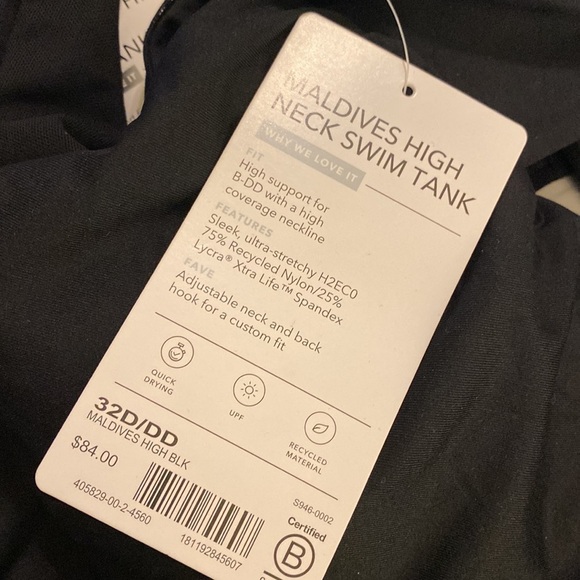 MALDIVES HIGH
NECK SWIM TANK
WHY WE LOVE IT
FIT
High support for
B-DD with a high
coverage neckline
FEATURES
Sleek, ultra-stretchy H2ECO
75% Recycled Nylon/25%
Lycra® Xtra Life™ Spandex
FAVE
Adjustable neck and back
hook for a custom fit
QUICK
DRYING
UPF
RECYCLED
MATERIAL
32D/DD
MALDIVES HIGH BLK
$84.00
405829-00-2-4560
181192845607
S946-0002
Certified
B